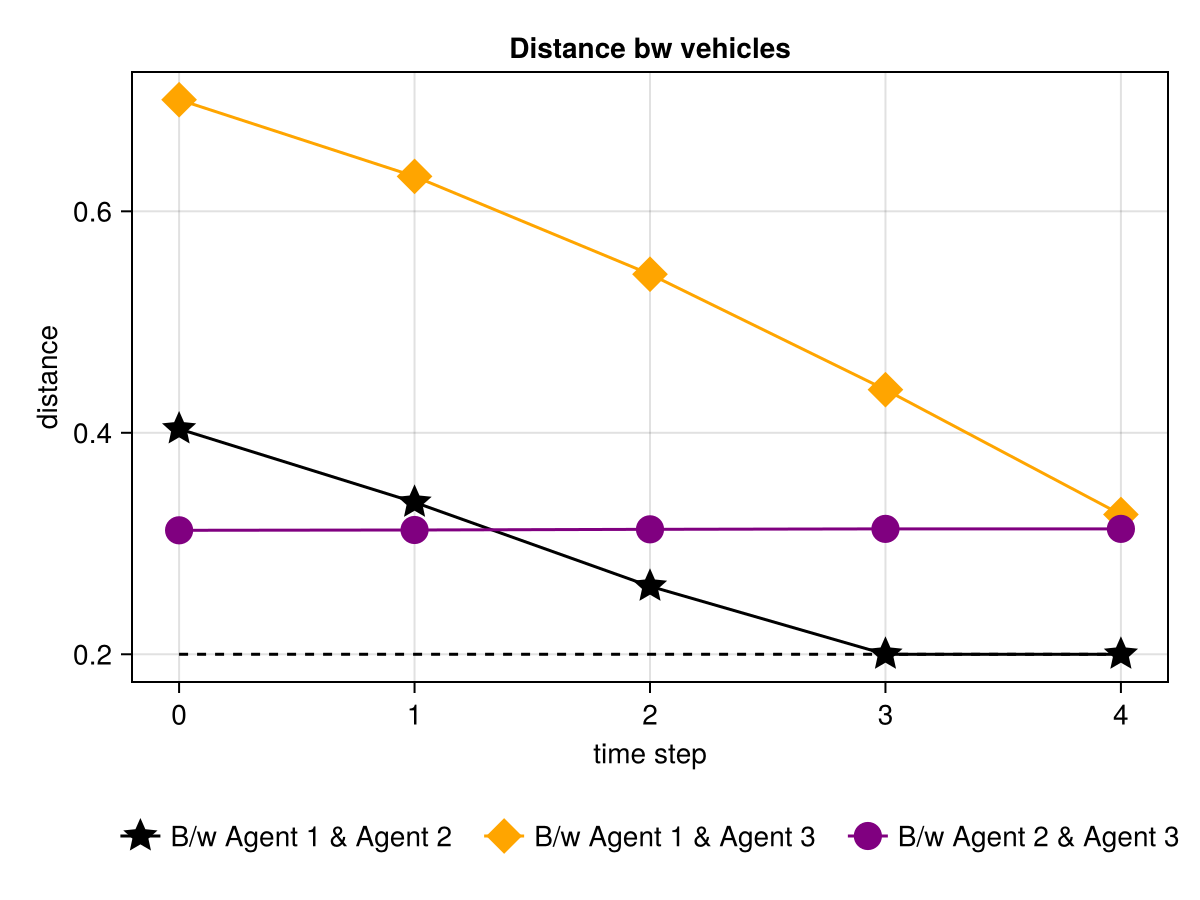 Distance bw vehicles
distance
0.6
0.4
0.2
0 1 2 3 4
time step
B/w Agent 1 & Agent 2 B/w Agent 1 & Agent 3 B/w Agent 2 & Agent 3